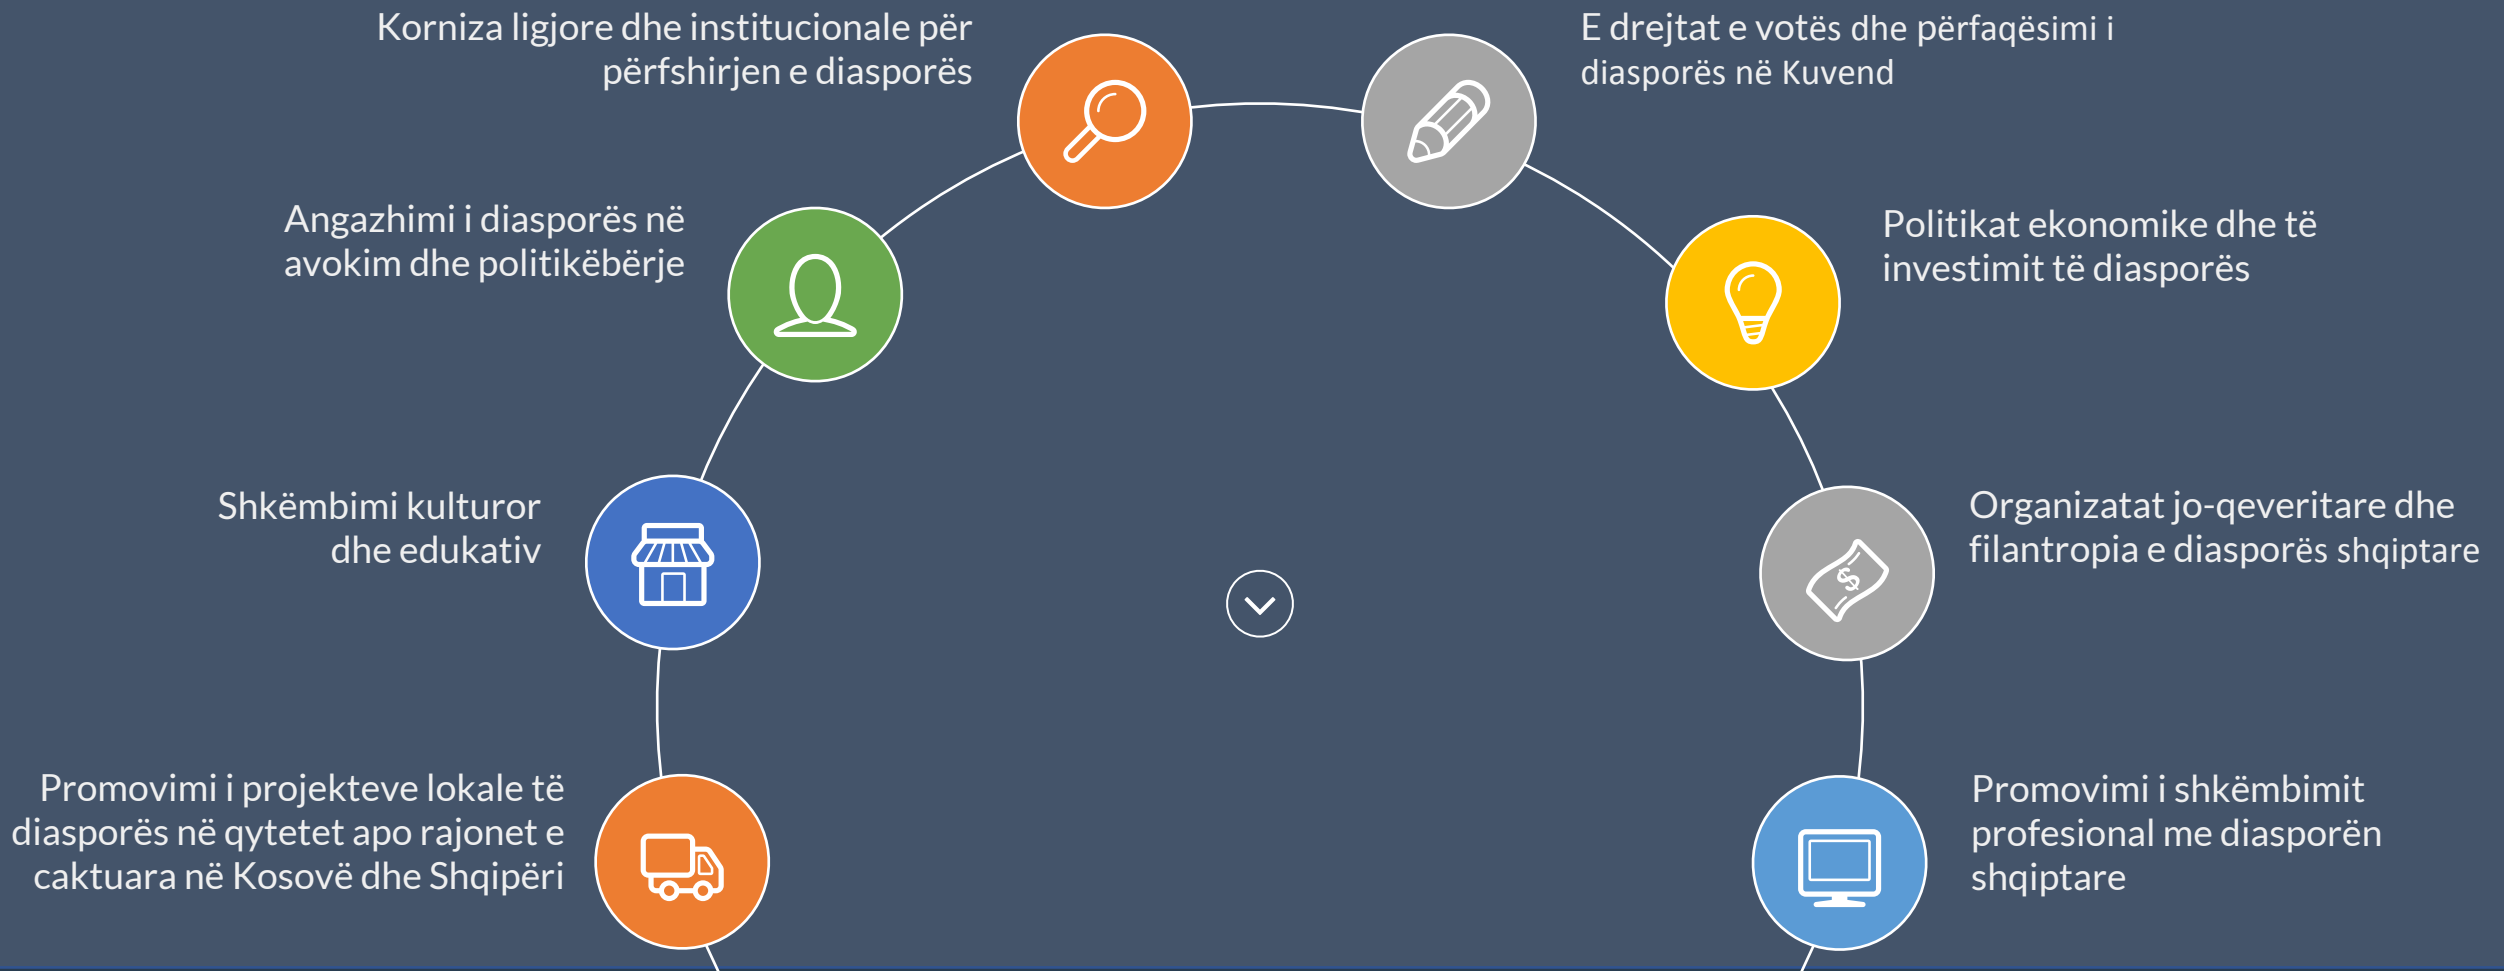 Korniza ligjore dhe institucionale për
përfshirjen e diasporës
E drejtat e votës dhe përfaqësimi i
diasporës në Kuvend
Angazhimi i diasporës në
avokim dhe politikëbërje
Politikat ekonomike dhe të
investimit të diasporës
Shkëmbimi kulturor
dhe edukativ
Organizatat jo-qeveritare dhe
filantropia e diasporës shqiptare
Promovimi i projekteve lokale të
diasporës në qytetet apo rajonet e
caktuara në Kosovë dhe Shqipëri
Promovimi i shkëmbimit
profesional me diasporën
shqiptare
$